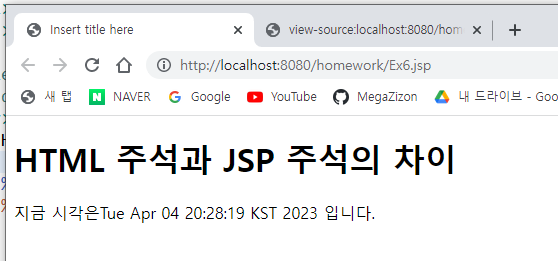 Insert title here
view-source:localhost:8080/hom
http://localhost:8080/homework/Ex6.jsp
새 탭
NAVER
Google
YouTube
MegaZizon
내 드라이브 - Goo
HTML 주석과 JSP 주석의 차이
지금 시각은Tue Apr 04 20:28:19 KST 2023 입니다.